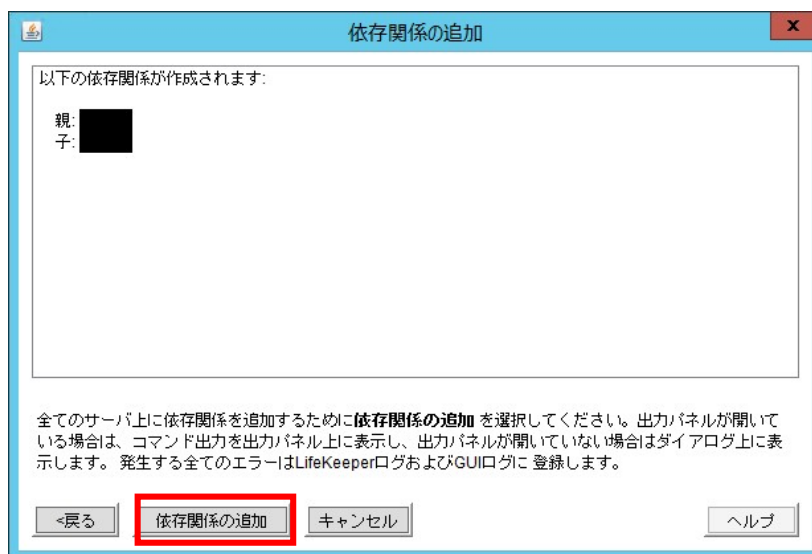 依存関係の追加
x
以下の依存関係が作成されます:
親:
子:
全てのサーバ上に依存関係を追加するために依存関係の追加 を選択してください。出力パネルが開いて
いる場合は、コマンド出力を出力パネル上に表示し、出力パネルが開いていない場合はダイアログ上に表
示します。 発生する全てのエラーはLifeKeeperログおよびGUIログに 登録します。
<戻る 依存関係の追加 キャンセル ヘルプ